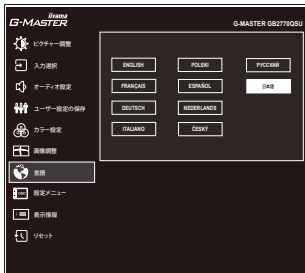 iiyama
G-MASTER
G-MASTER GB2770QSU
ピクチャー調整
入力選択
オーディオ設定
ユーザー設定の保存
カラー設定
画像調整
言語
設定メニュー
表示情報
リセット
ENGLISH
POLSKI
РУССКИЙ
FRANÇAIS
ESPAÑOL
日本語
DEUTSCH
NEDERLANDS
ITALIANO
ČESKÝ
OSD